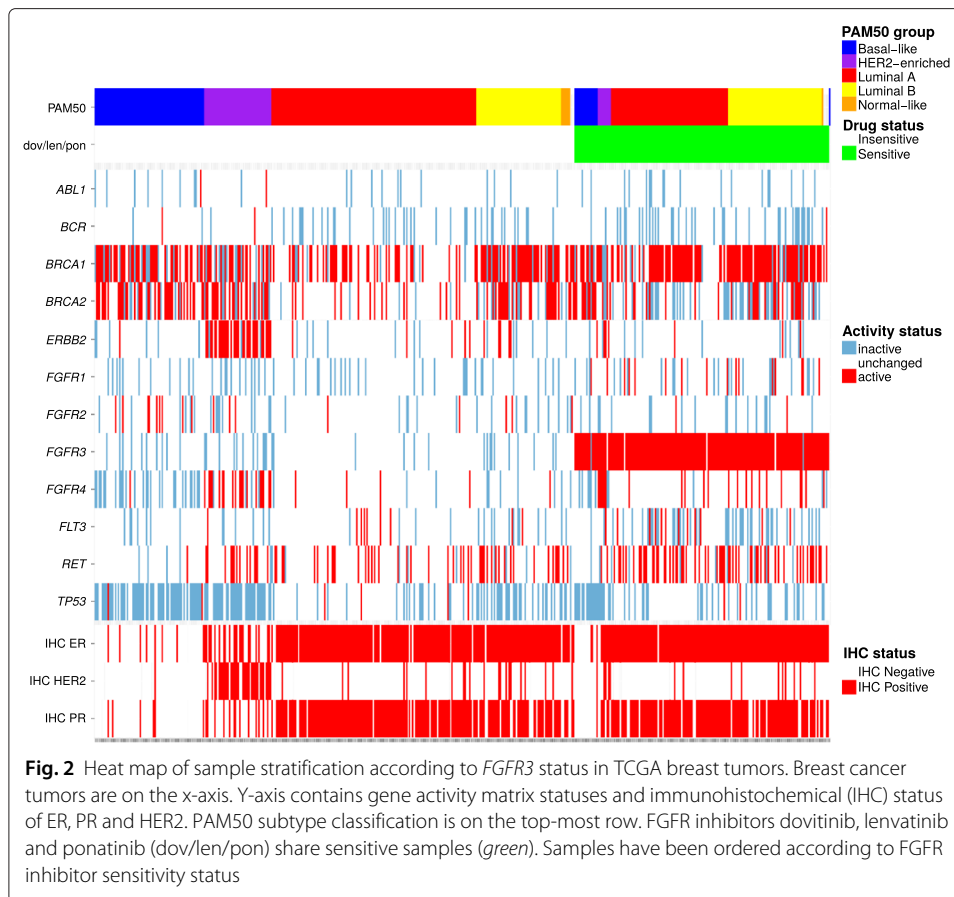 PAM50 group
Basal-like
HER2-enriched
Luminal A
Luminal B
Normal-like
Drug status
Insensitive
Sensitive
PAM50
dov/len/pon
ABL1
BCR
BRCA1
BRCA2
ERBB2
FGFR1
FGFR2
FGFR3
FGFR4
FLT3
RET
TP53
IHC ER
IHC HER2
IHC PR
Activity status
inactive
unchanged
active
IHC status
IHC Negative
IHC Positive
Fig. 2 Heat map of sample stratification according to FGFR3 status in TCGA breast tumors. Breast cancer
tumors are on the x-axis. Y-axis contains gene activity matrix statuses and immunohistochemical (IHC) status
of ER, PR and HER2. PAM50 subtype classification is on the top-most row. FGFR inhibitors dovitinib, lenvatinib
and ponatinib (dov/len/pon) share sensitive samples (green). Samples have been ordered according to FGFR
inhibitor sensitivity status